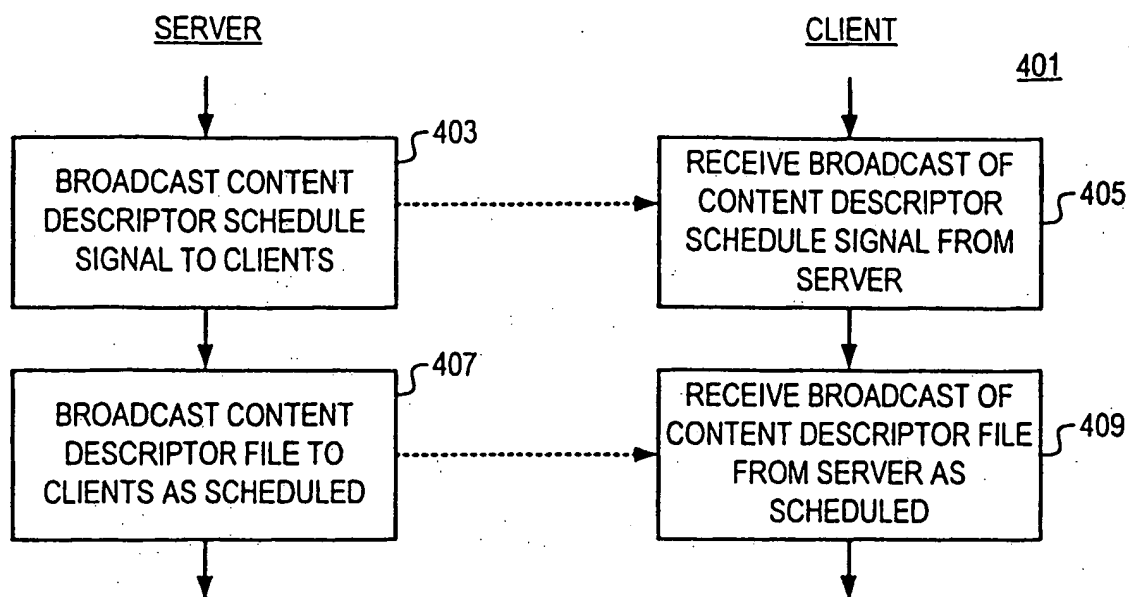 SERVER
CLIENT
401
403
BROADCAST CONTENT
DESCRIPTOR SCHEDULE
SIGNAL TO CLIENTS
RECEIVE BROADCAST OF
CONTENT DESCRIPTOR
SCHEDULE SIGNAL FROM
SERVER
405
407
BROADCAST CONTENT
DESCRIPTOR FILE TO
CLIENTS AS SCHEDULED
RECEIVE BROADCAST OF
CONTENT DESCRIPTOR FILE
FROM SERVER AS
SCHEDULED
409